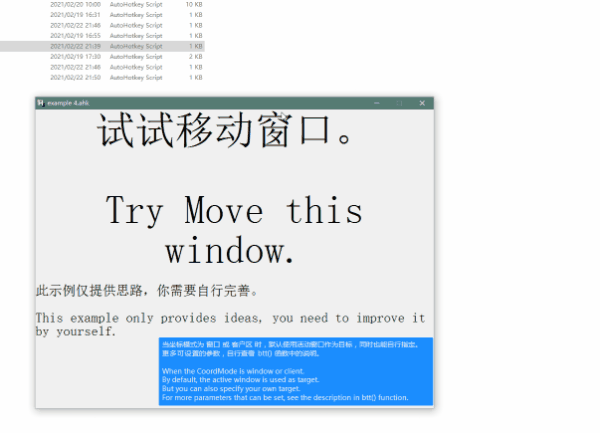 2021/02/20 10:00 AutoHotkey Script 10 KB
2021/02/19 16:31 AutoHotkey Script 1 KB
2021/02/22 21:46 AutoHotkey Script 1 KB
2021/02/19 16:55 AutoHotkey Script 1 KB
2021/02/22 21:39 AutoHotkey Script 1 KB
2021/02/19 17:30 AutoHotkey Script 2 KB
2021/02/22 21:48 AutoHotkey Script 1 KB
2021/02/22 21:50 AutoHotkey Script 1 KB
example 4.ahk
试试移动窗口。
Try Move this
window.
此示例仅提供思路，你需要自行完善。
This example only provides ideas, you need to improve it
by yourself.
当坐标模式为 窗口 或 客户区 时，默认使用活动窗口作为目标，同时也能自行指定。
更多可设置的参数，自行查看 btt() 函数中的说明。
When the CoordMode is window or client.
By default, the active window is used as target.
But you can also specify your own target.
For more parameters that can be set, see the description in btt() function.